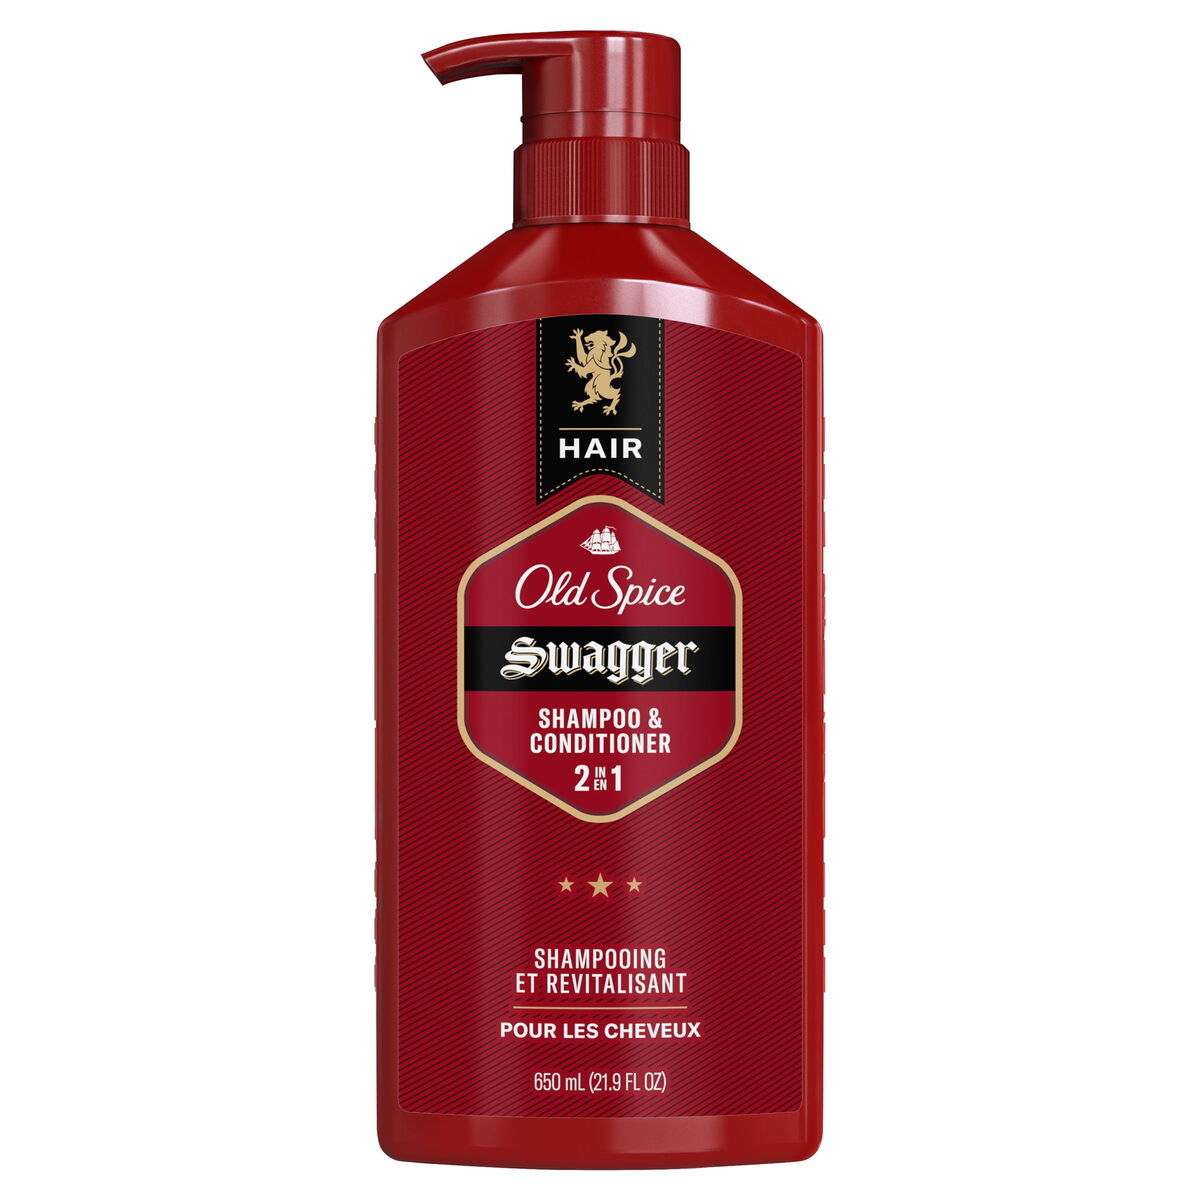 HAIR
Old Spice
Swagger
SHAMPOO &
CONDITIONER
2 IN EN 1
SHAMPOOING
ET REVITALISANT
POUR LES CHEVEUX
650 mL (21.9 FL OZ)